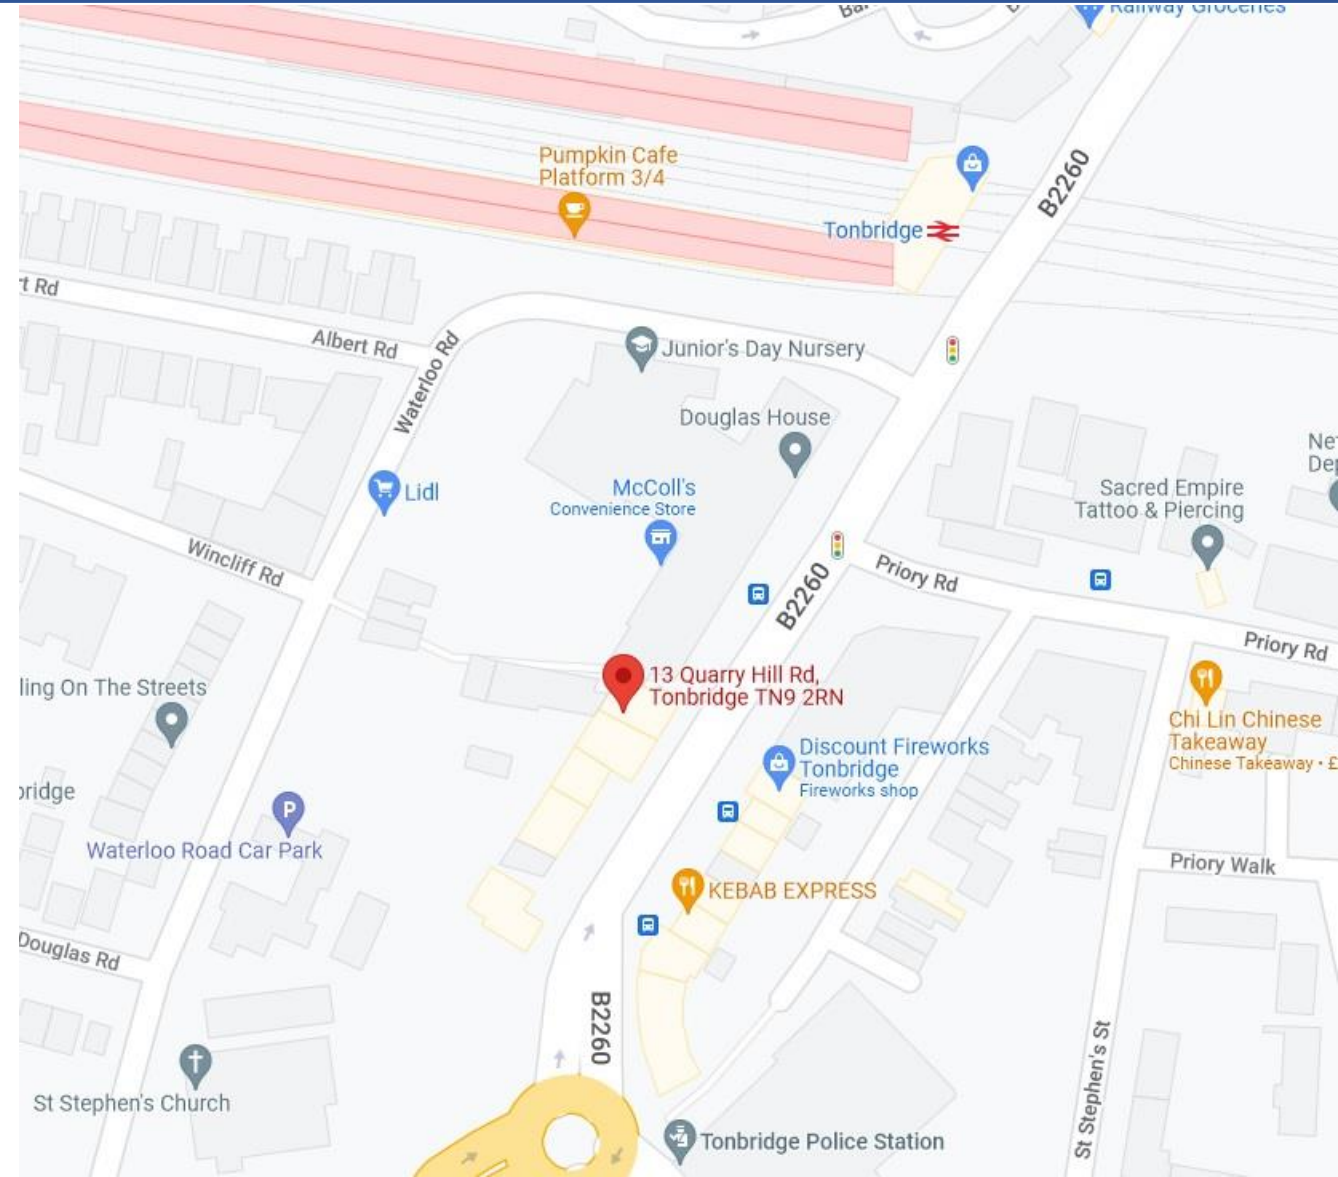 Railway Groceries
Pumpkin Cafe
Platform 3/4
B2260
Tonbridge
rt Rd
Albert Rd
Waterloo Rd
Junior's Day Nursery
Douglas House
Lidl
McColl's
Convenience Store
Sacred Empire
Tattoo & Piercing
Wincliff Rd
B2260
Priory Rd
Priory Rd
ling On The Streets
13 Quarry Hill Rd,
Tonbridge TN9 2RN
Chi Lin Chinese
Takeaway
Chinese Takeaway · £
Discount Fireworks
Tonbridge
Fireworks shop
bridge
P
Waterloo Road Car Park
KEBAB EXPRESS
Priory Walk
Douglas Rd
B2260
St Stephen's St
St Stephen's Church
Tonbridge Police Station